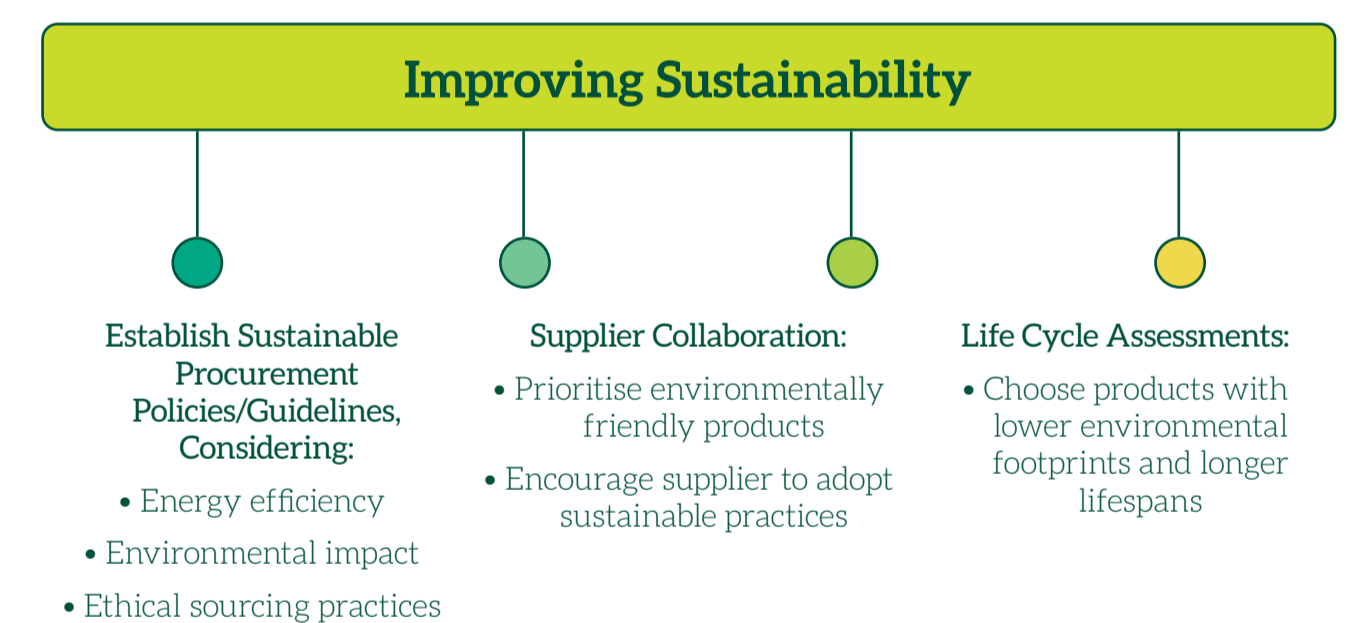 Improving Sustainability
Establish Sustainable
Procurement
Policies/Guidelines,
Considering:
• Energy efficiency
• Environmental impact
• Ethical sourcing practices
Supplier Collaboration:
• Prioritise environmentally
friendly products
• Encourage supplier to adopt
sustainable practices
Life Cycle Assessments:
• Choose products with
lower environmental
footprints and longer
lifespans